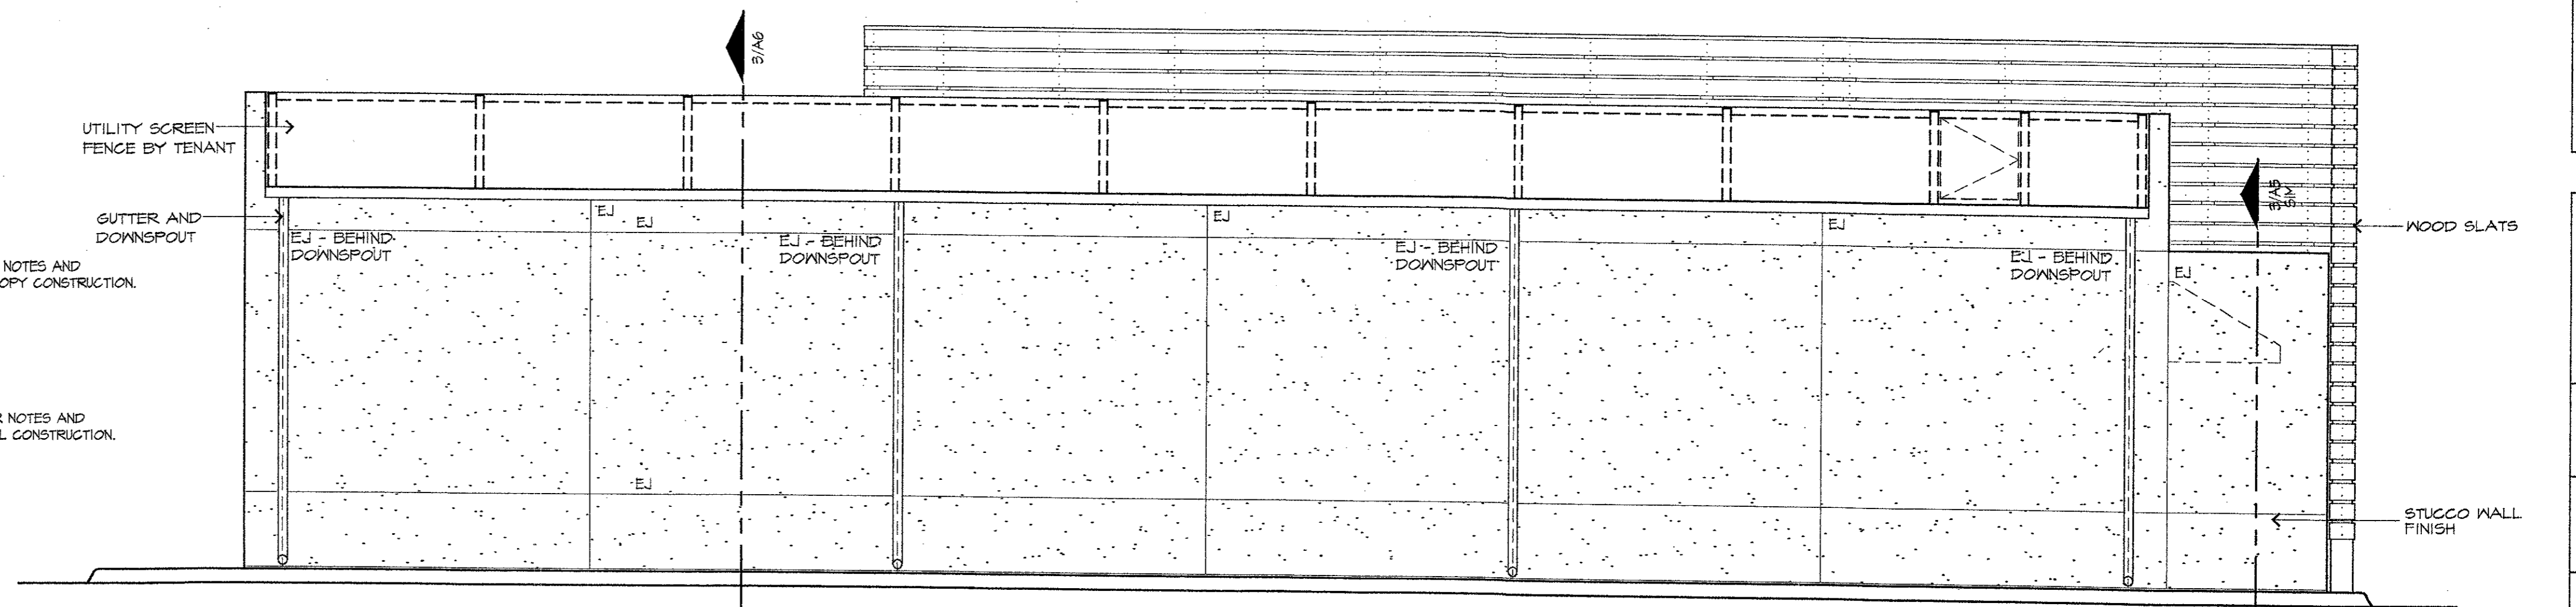 3/A6
UTILITY SCREEN
FENCE BY TENANT
GUTTER AND
DOWNSPOUT
EJ
EJ
EJ
EJ
EJ - BEHIND
DOWNSPOUT
EJ - BEHIND
DOWNSPOUT
EJ - BEHIND
DOWNSPOUT
EJ - BEHIND
DOWNSPOUT
3/A5
SIM
WOOD SLATS
NOTES AND
OPY CONSTRUCTION.
EJ
R NOTES AND
L CONSTRUCTION.
EJ
STUCCO WALL
FINISH